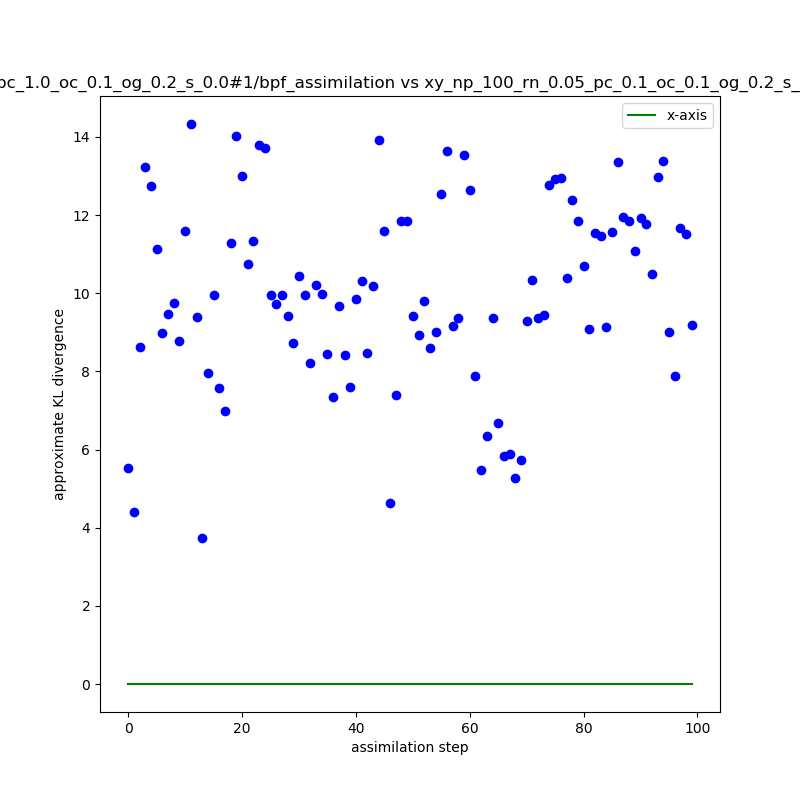 pc_1.0_oc_0.1_og_0.2_s_0.0#1/bpf_assimilation vs xy_np_100_rn_0.05_pc_0.1_oc_0.1_og_0.2_s_
x-axis
14
12
10
8
6
4
2
0
approximate KL divergence
0 20 40 60 80 100
assimilation step